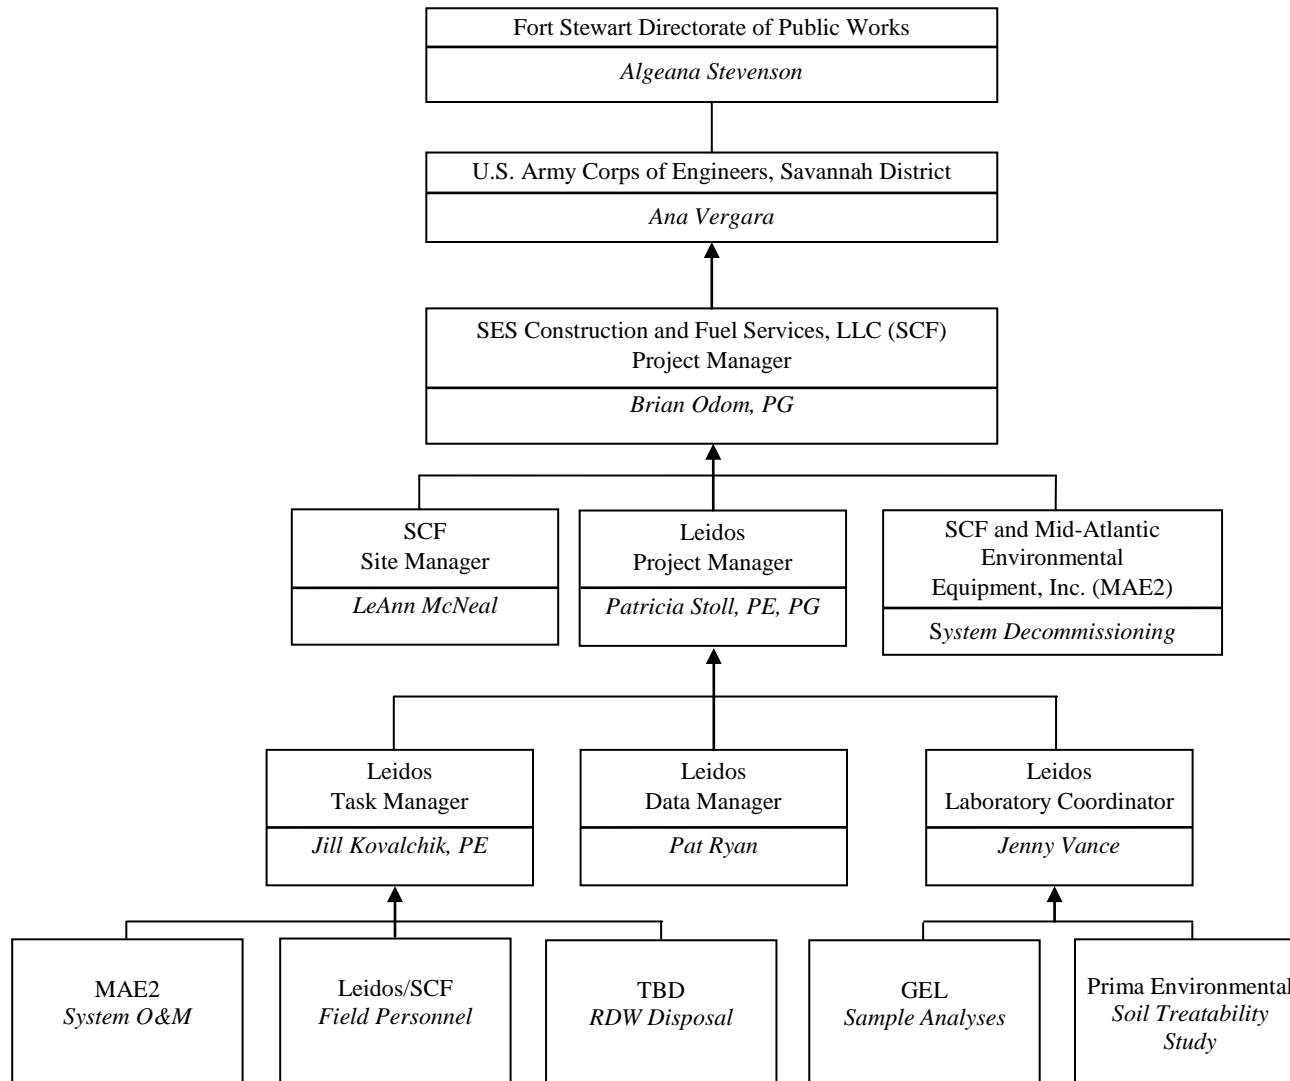 Fort Stewart Directorate of Public Works
Algeana Stevenson
U.S. Army Corps of Engineers, Savannah District
Ana Vergara
SES Construction and Fuel Services, LLC (SCF)
Project Manager
Brian Odom, PG
SCF
Site Manager
LeAnn McNeal
Leidos
Project Manager
Patricia Stoll, PE, PG
SCF and Mid-Atlantic
Environmental
Equipment, Inc. (MAE2)
System Decommissioning
Leidos
Task Manager
Jill Kovalchik, PE
Leidos
Data Manager
Pat Ryan
Leidos
Laboratory Coordinator
Jenny Vance
MAE2
System O&M
Leidos/SCF
Field Personnel
TBD
RDW Disposal
GEL
Sample Analyses
Prima Environmental
Soil Treatability
Study